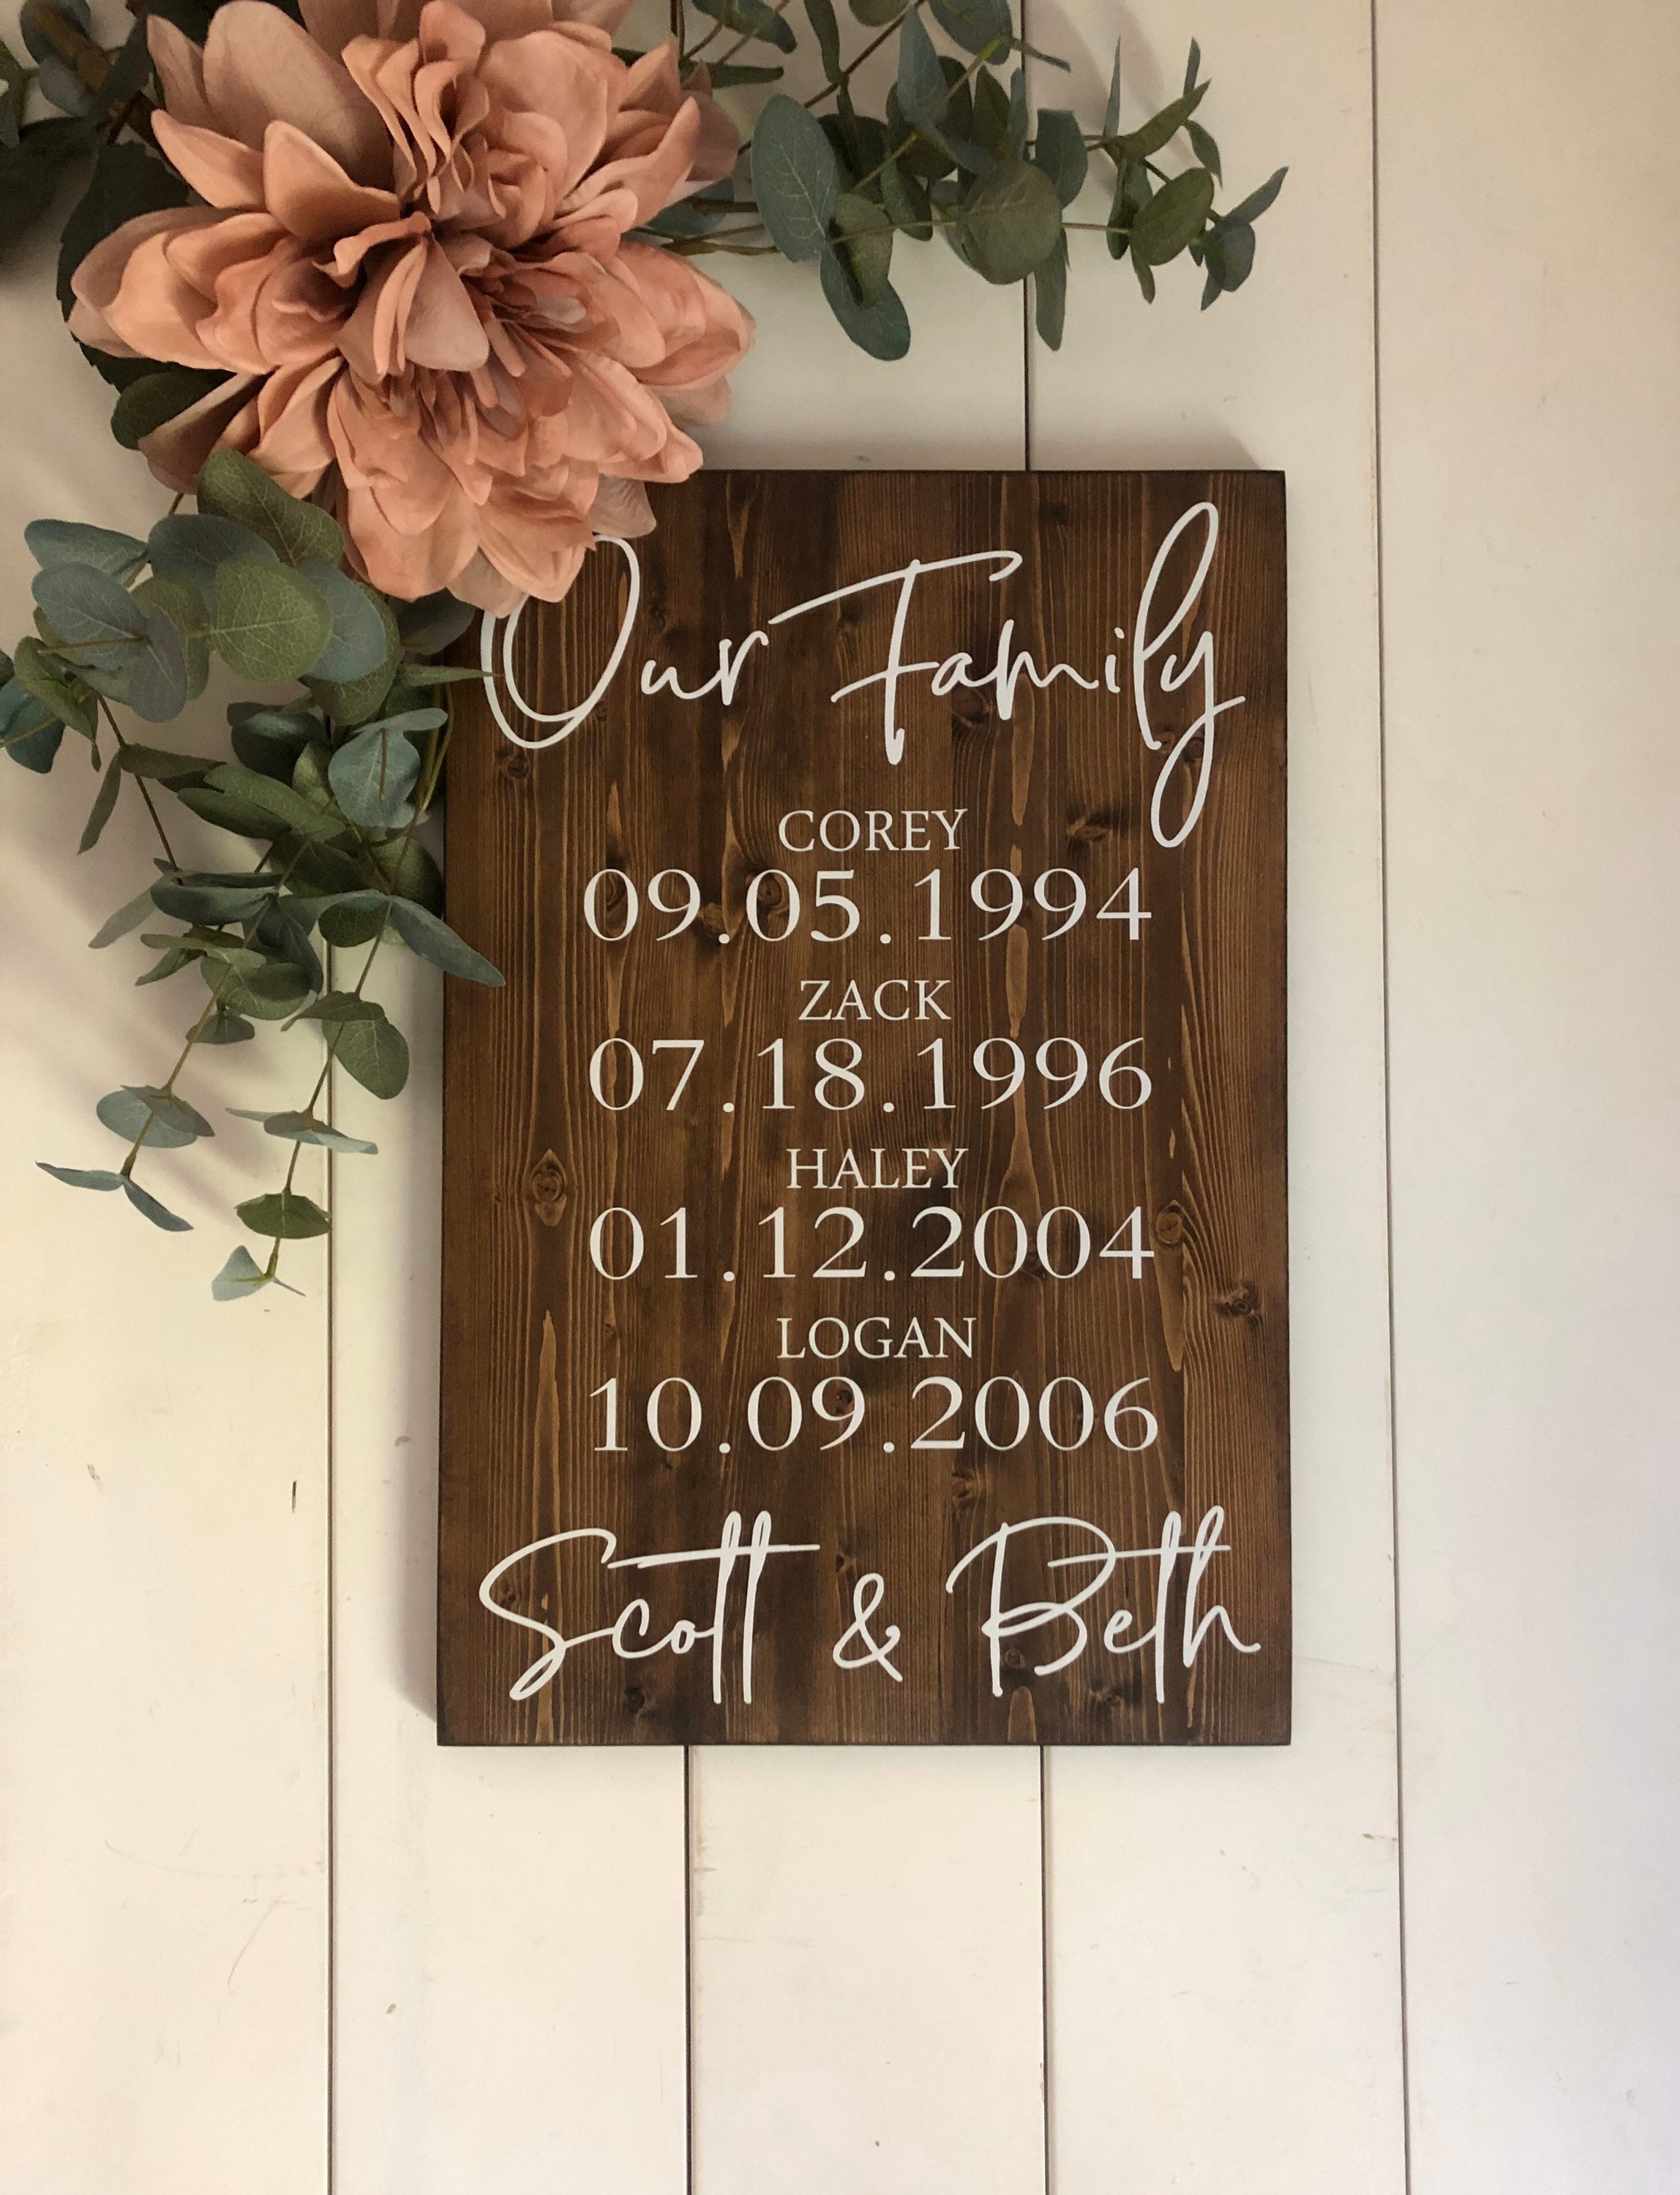 Our Family
COREY
09.05.1994
ZACK
07.18.1996
HALEY
01.12.2004
LOGAN
10.09.2006
Scott & Beth